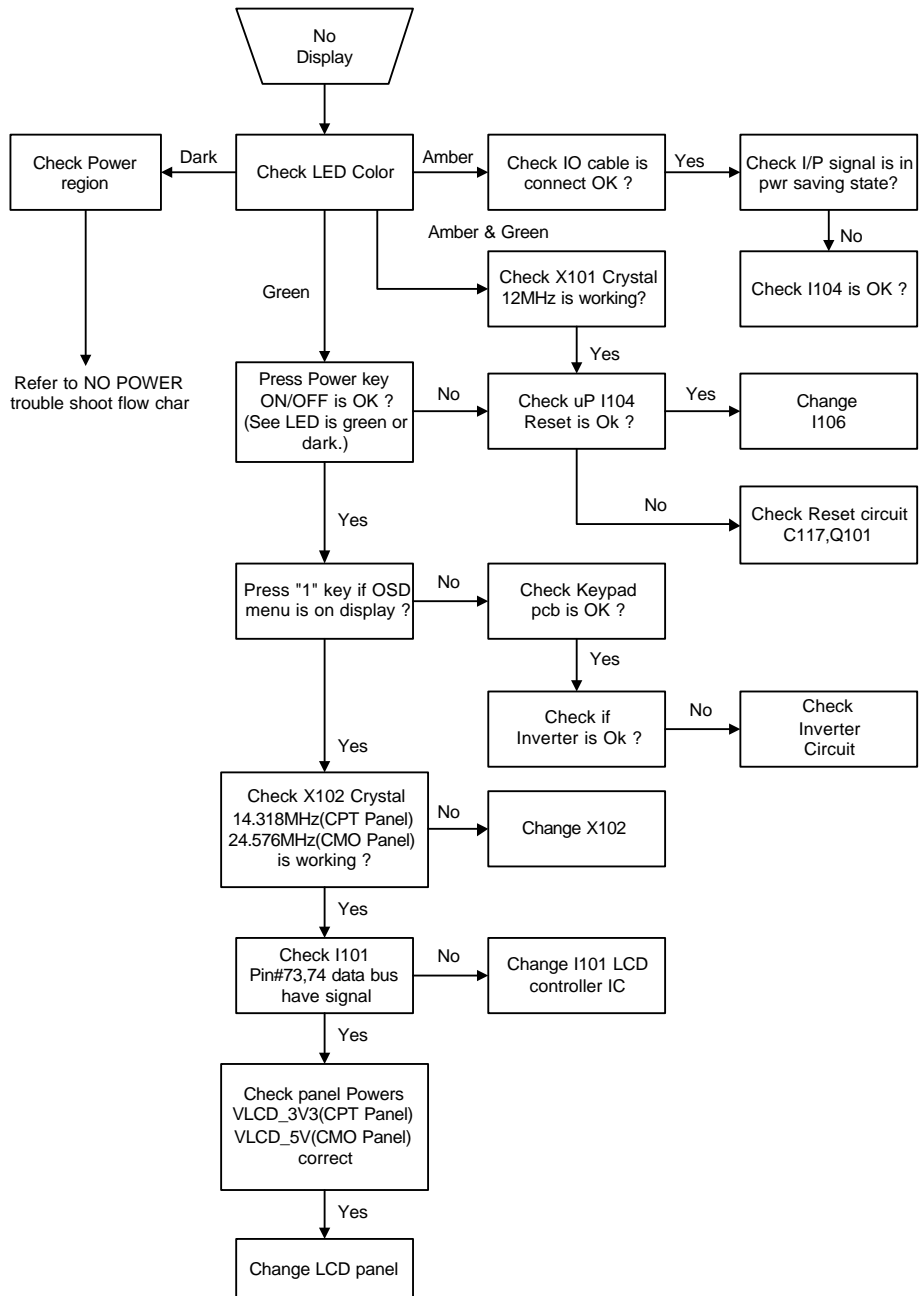 No
Display
Check Power
region
Dark
Check LED Color
Amber
Check IO cable is
connect OK ?
Yes
Check I/P signal is in
pwr saving state?
No
Check I104 is OK ?
Amber & Green
Check X101 Crystal
12MHz is working?
Green
Yes
Refer to NO POWER
trouble shoot flow char
Press Power key
ON/OFF is OK ?
(See LED is green or
dark.)
No
Check uP I104
Reset is Ok ?
Yes
Change
I106
No
Check Reset circuit
C117,Q101
Yes
Press "1" key if OSD
menu is on display ?
No
Check Keypad
pcb is OK ?
Yes
Check if
Inverter is Ok ?
No
Check
Inverter
Circuit
Yes
Check X102 Crystal
14.318MHz(CPT Panel)
24.576MHz(CMO Panel)
is working ?
No
Change X102
Yes
Check I101
Pin#73,74 data bus
have signal
No
Change I101 LCD
controller IC
Yes
Check panel Powers
VLCD_3V3(CPT Panel)
VLCD_5V(CMO Panel)
correct
Yes
Change LCD panel